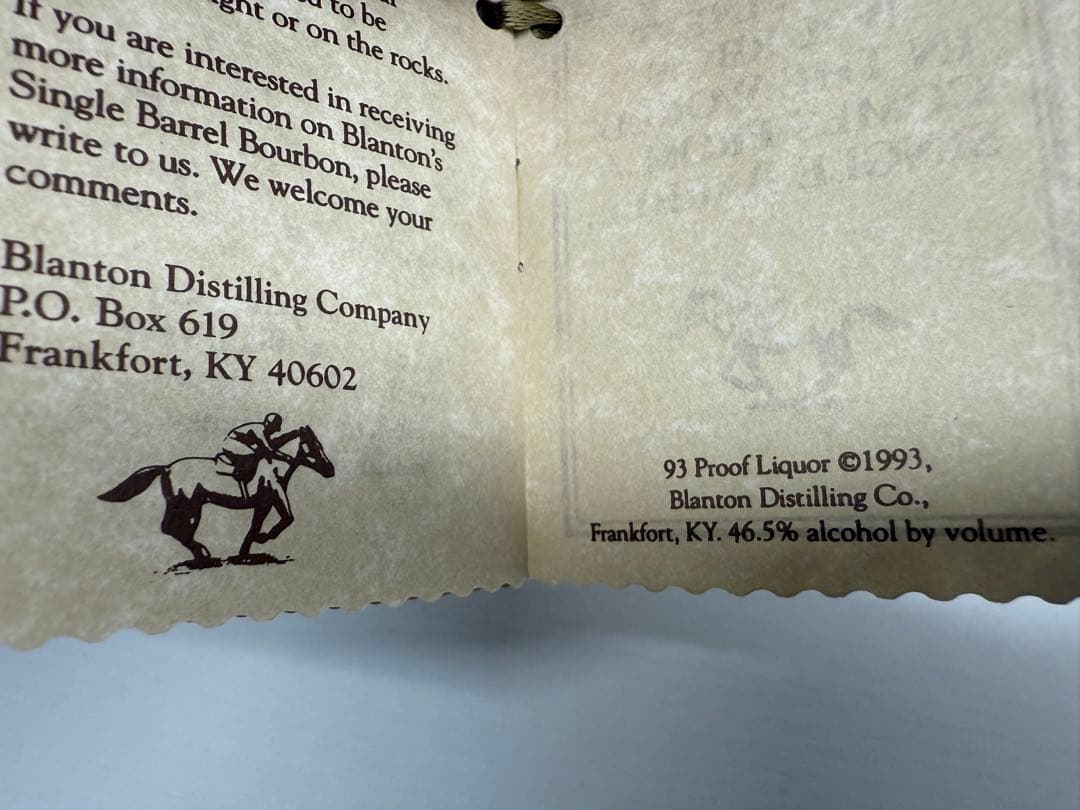 to be
or on the rocks.
If you are interested in receiving
more information on Blanton's
Single Barrel Bourbon, please
write to us. We welcome your
comments.
Blanton Distilling Company
P.O. Box 619
Frankfort, KY 40602
93 Proof Liquor ©1993,
Blanton Distilling Co.,
Frankfort, KY. 46.5% alcohol by volume.